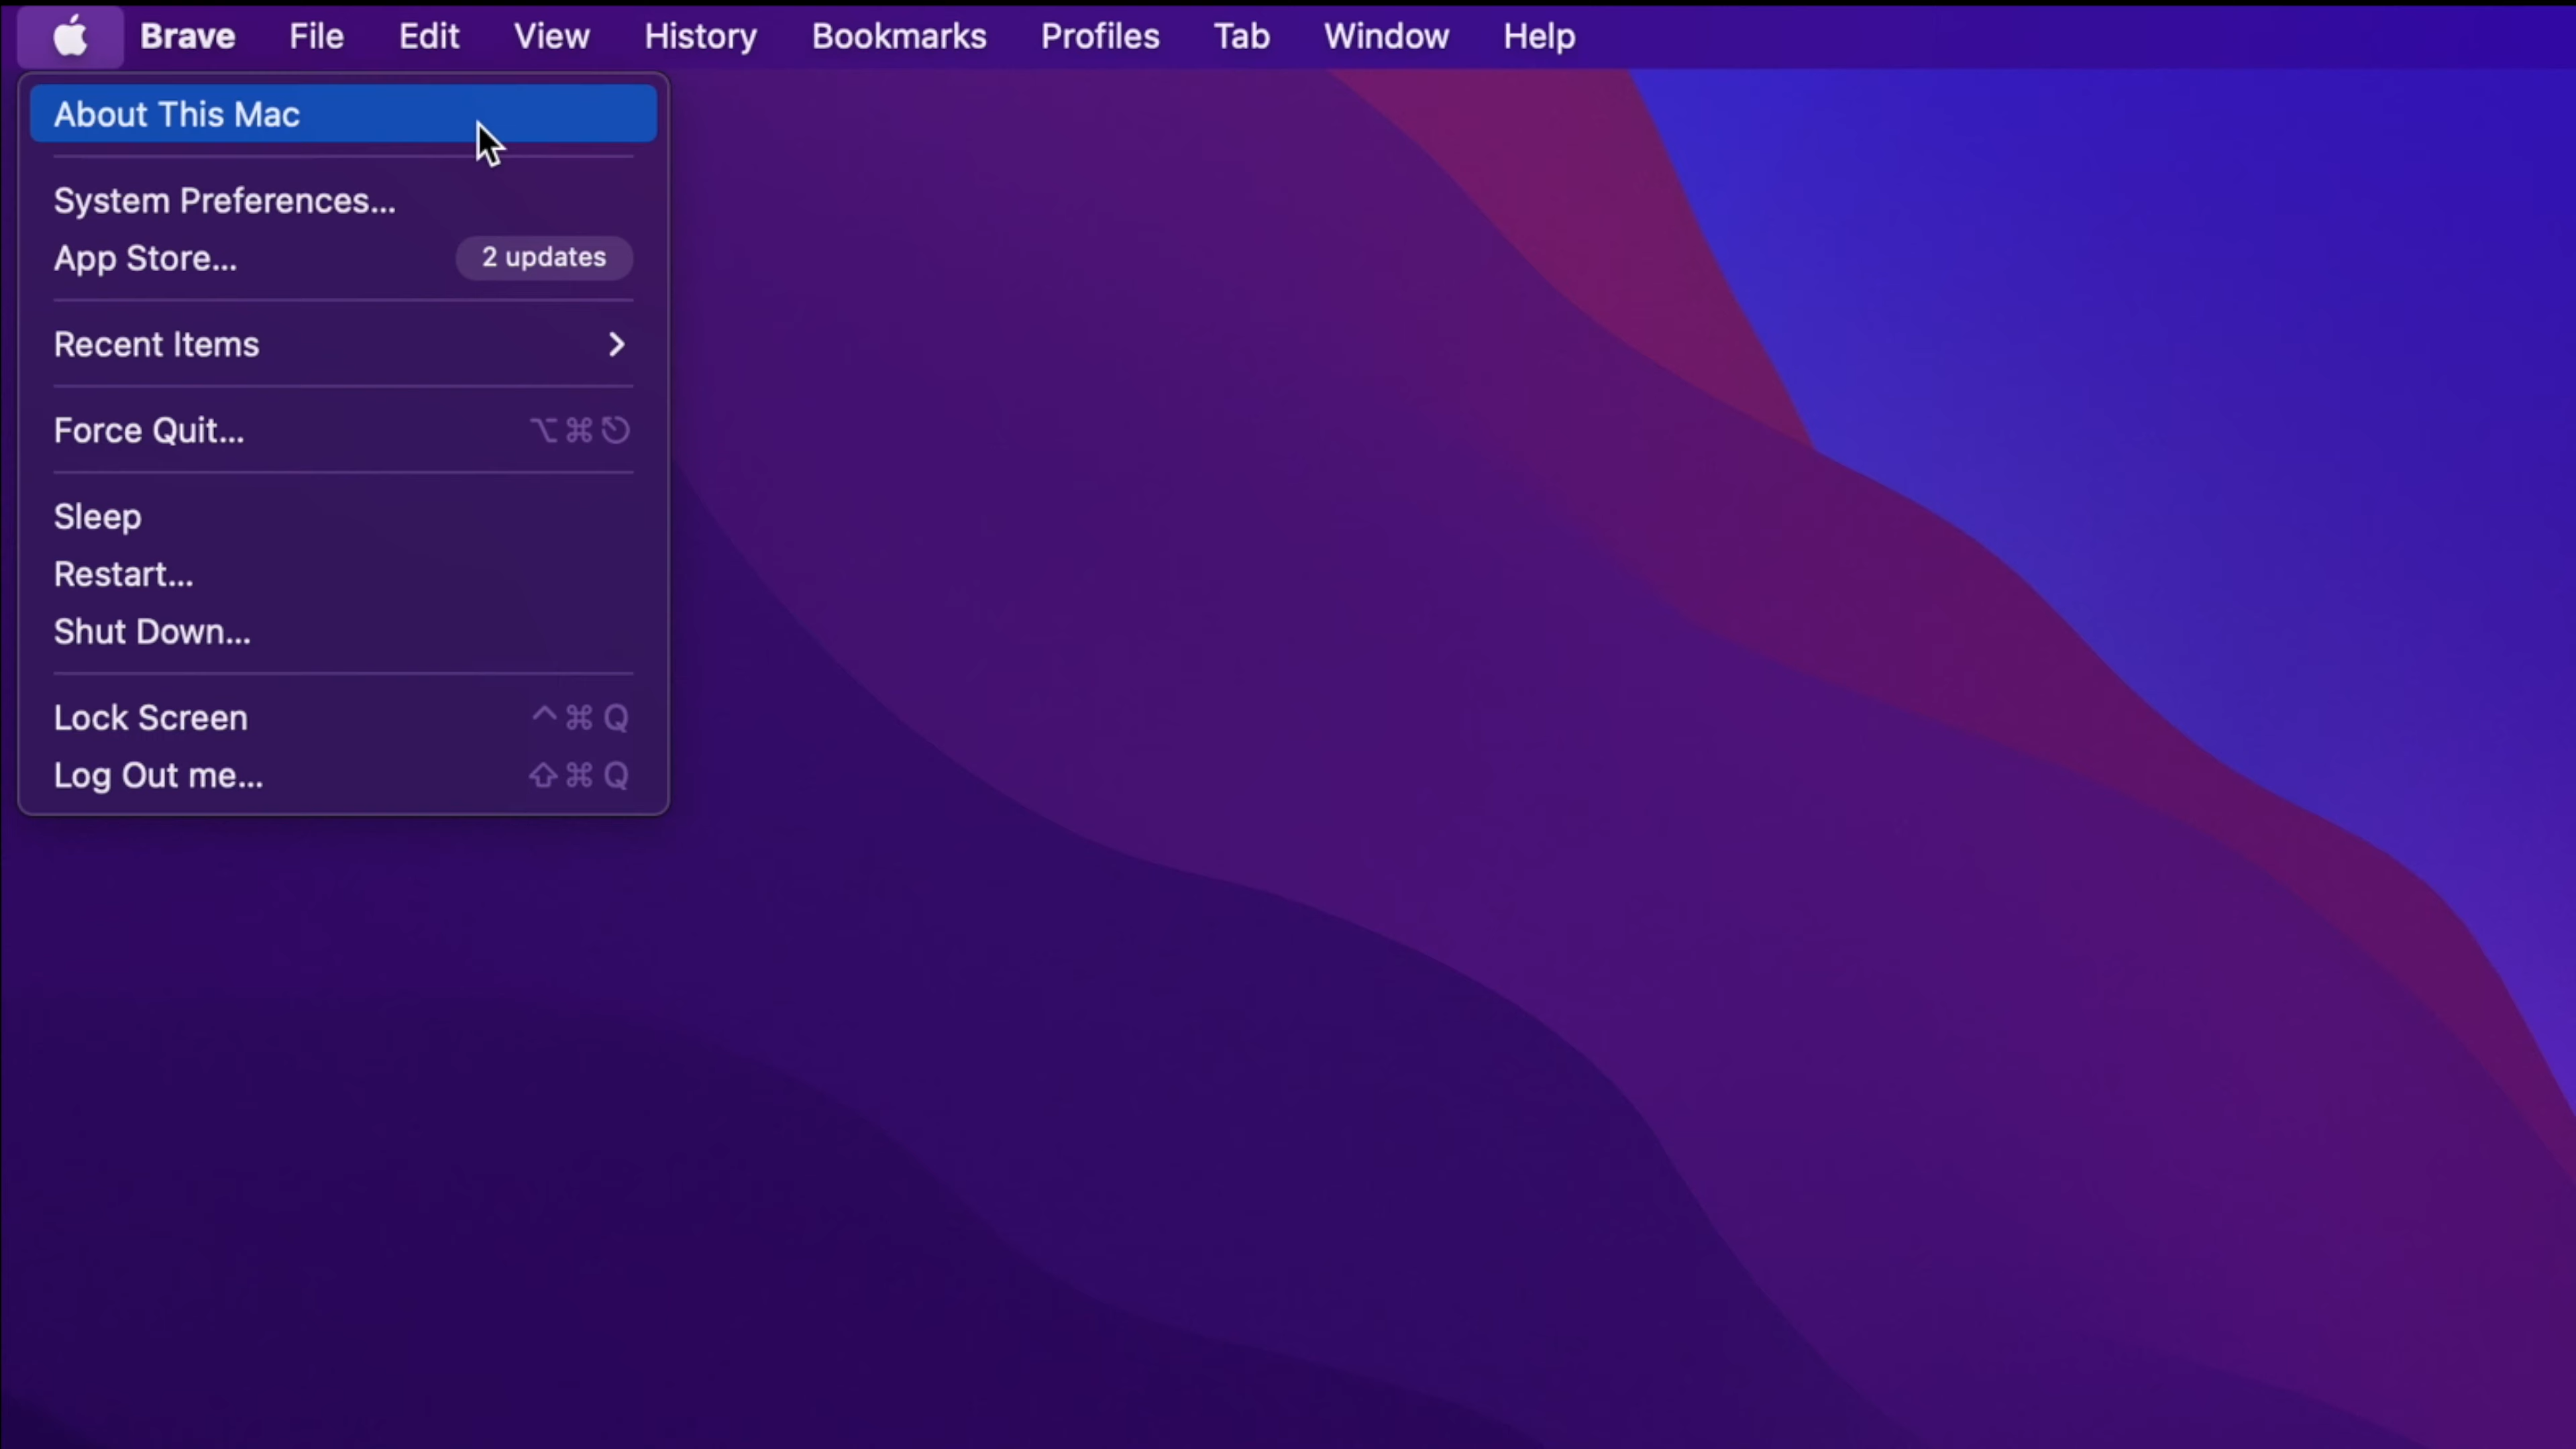 Brave File Edit View History Bookmarks Profiles Tab Window Help
About This Mac
System Preferences...
App Store... 2 updates
Recent Items
Force Quit... ⌥⌘⎋
Sleep
Restart...
Shut Down...
Lock Screen ^⌘Q
Log Out me... ⇧⌘Q